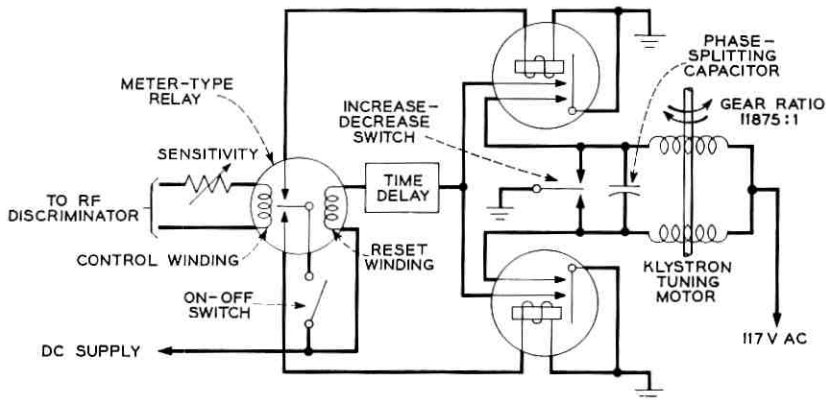 PHASE-
SPLITTING
CAPACITOR
METER-TYPE
RELAY
INCREASE-
DECREASE
SWITCH
GEAR RATIO
11875:1
SENSITIVITY
TIME
DELAY
TO RF
DISCRIMINATOR
CONTROL WINDING
RESET
WINDING
KLYSTRON
TUNING
MOTOR
ON-OFF
SWITCH
DC SUPPLY
117 V AC